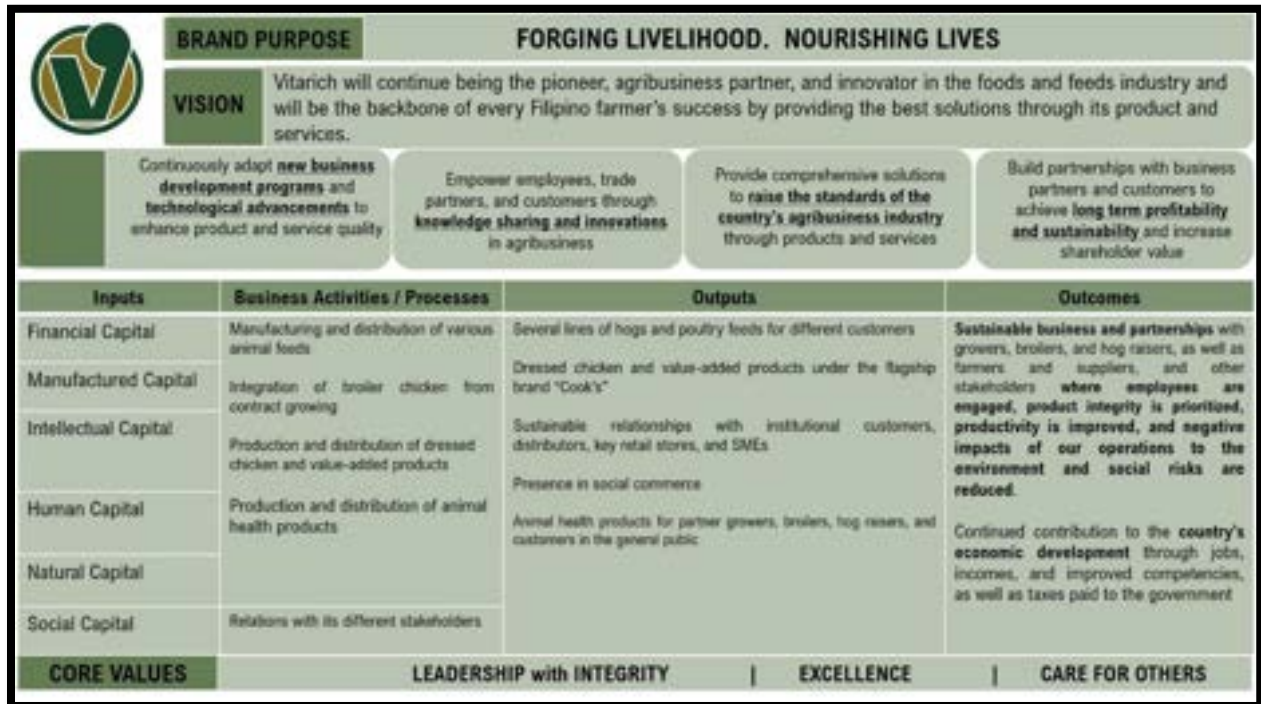 BRAND PURPOSE
FORGING LIVELIHOOD. NOURISHING LIVES
VISION
Vitarich will continue being the pioneer, agribusiness partner, and innovator in the foods and feeds industry and
will be the backbone of every Filipino farmer's success by providing the best solutions through its product and
services.
Continuously adapt new business
development programs and
technological advancements to
enhance product and service quality
Empower employees, trade
partners, and customers through
knowledge sharing and innovations
in agribusiness
Provide comprehensive solutions
to raise the standards of the
country's agribusiness industry
through products and services
Build partnerships with business
partners and customers to
achieve long term profitability
and sustainability and increase
shareholder value
Inputs
Business Activities / Processes
Outputs
Outcomes
Financial Capital
Manufactured Capital
Intellectual Capital
Human Capital
Natural Capital
Social Capital
Manufacturing and distribution of various
animal feeds
Integration of broiler chicken from
contract growing
Production and distribution of dressed
chicken and value-added products
Production and distribution of animal
health products
Relations with its different stakeholders
Several lines of hogs and poultry feeds for different customers
Dressed chicken and value-added products under the flagship
brand "Cook's"
Sustainable relationships with institutional customers,
distributors, key retail stores, and SMEs
Presence in social commerce
Animal health products for partner growers, broilers, hog raisers, and
customers in the general public
Sustainable business and partnerships with
growers, broilers, and hog raisers, as well as
farmers and suppliers, and other
stakeholders where employees are
engaged, product integrity is prioritized,
productivity is improved, and negative
impacts of our operations to the
environment and social risks are
reduced.
Continued contribution to the country's
economic development through jobs,
incomes, and improved competencies,
as well as taxes paid to the government
CORE VALUES
LEADERSHIP with INTEGRITY | EXCELLENCE | CARE FOR OTHERS